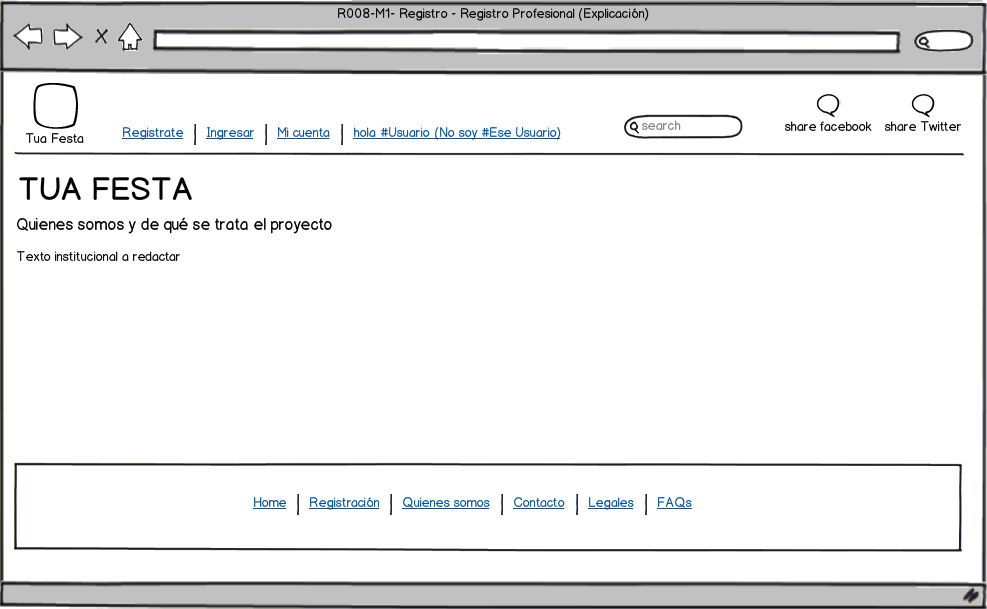 R008-M1- Registro - Registro Profesional (Explicación)
Tua Festa
Registrate | Ingresar | Mi cuenta | hola #Usuario (No soy #Ese Usuario)
search
share facebook
share Twitter
TUA FESTA
Quienes somos y de qué se trata el proyecto
Texto institucional a redactar
Home | Registración | Quienes somos | Contacto | Legales | FAQs